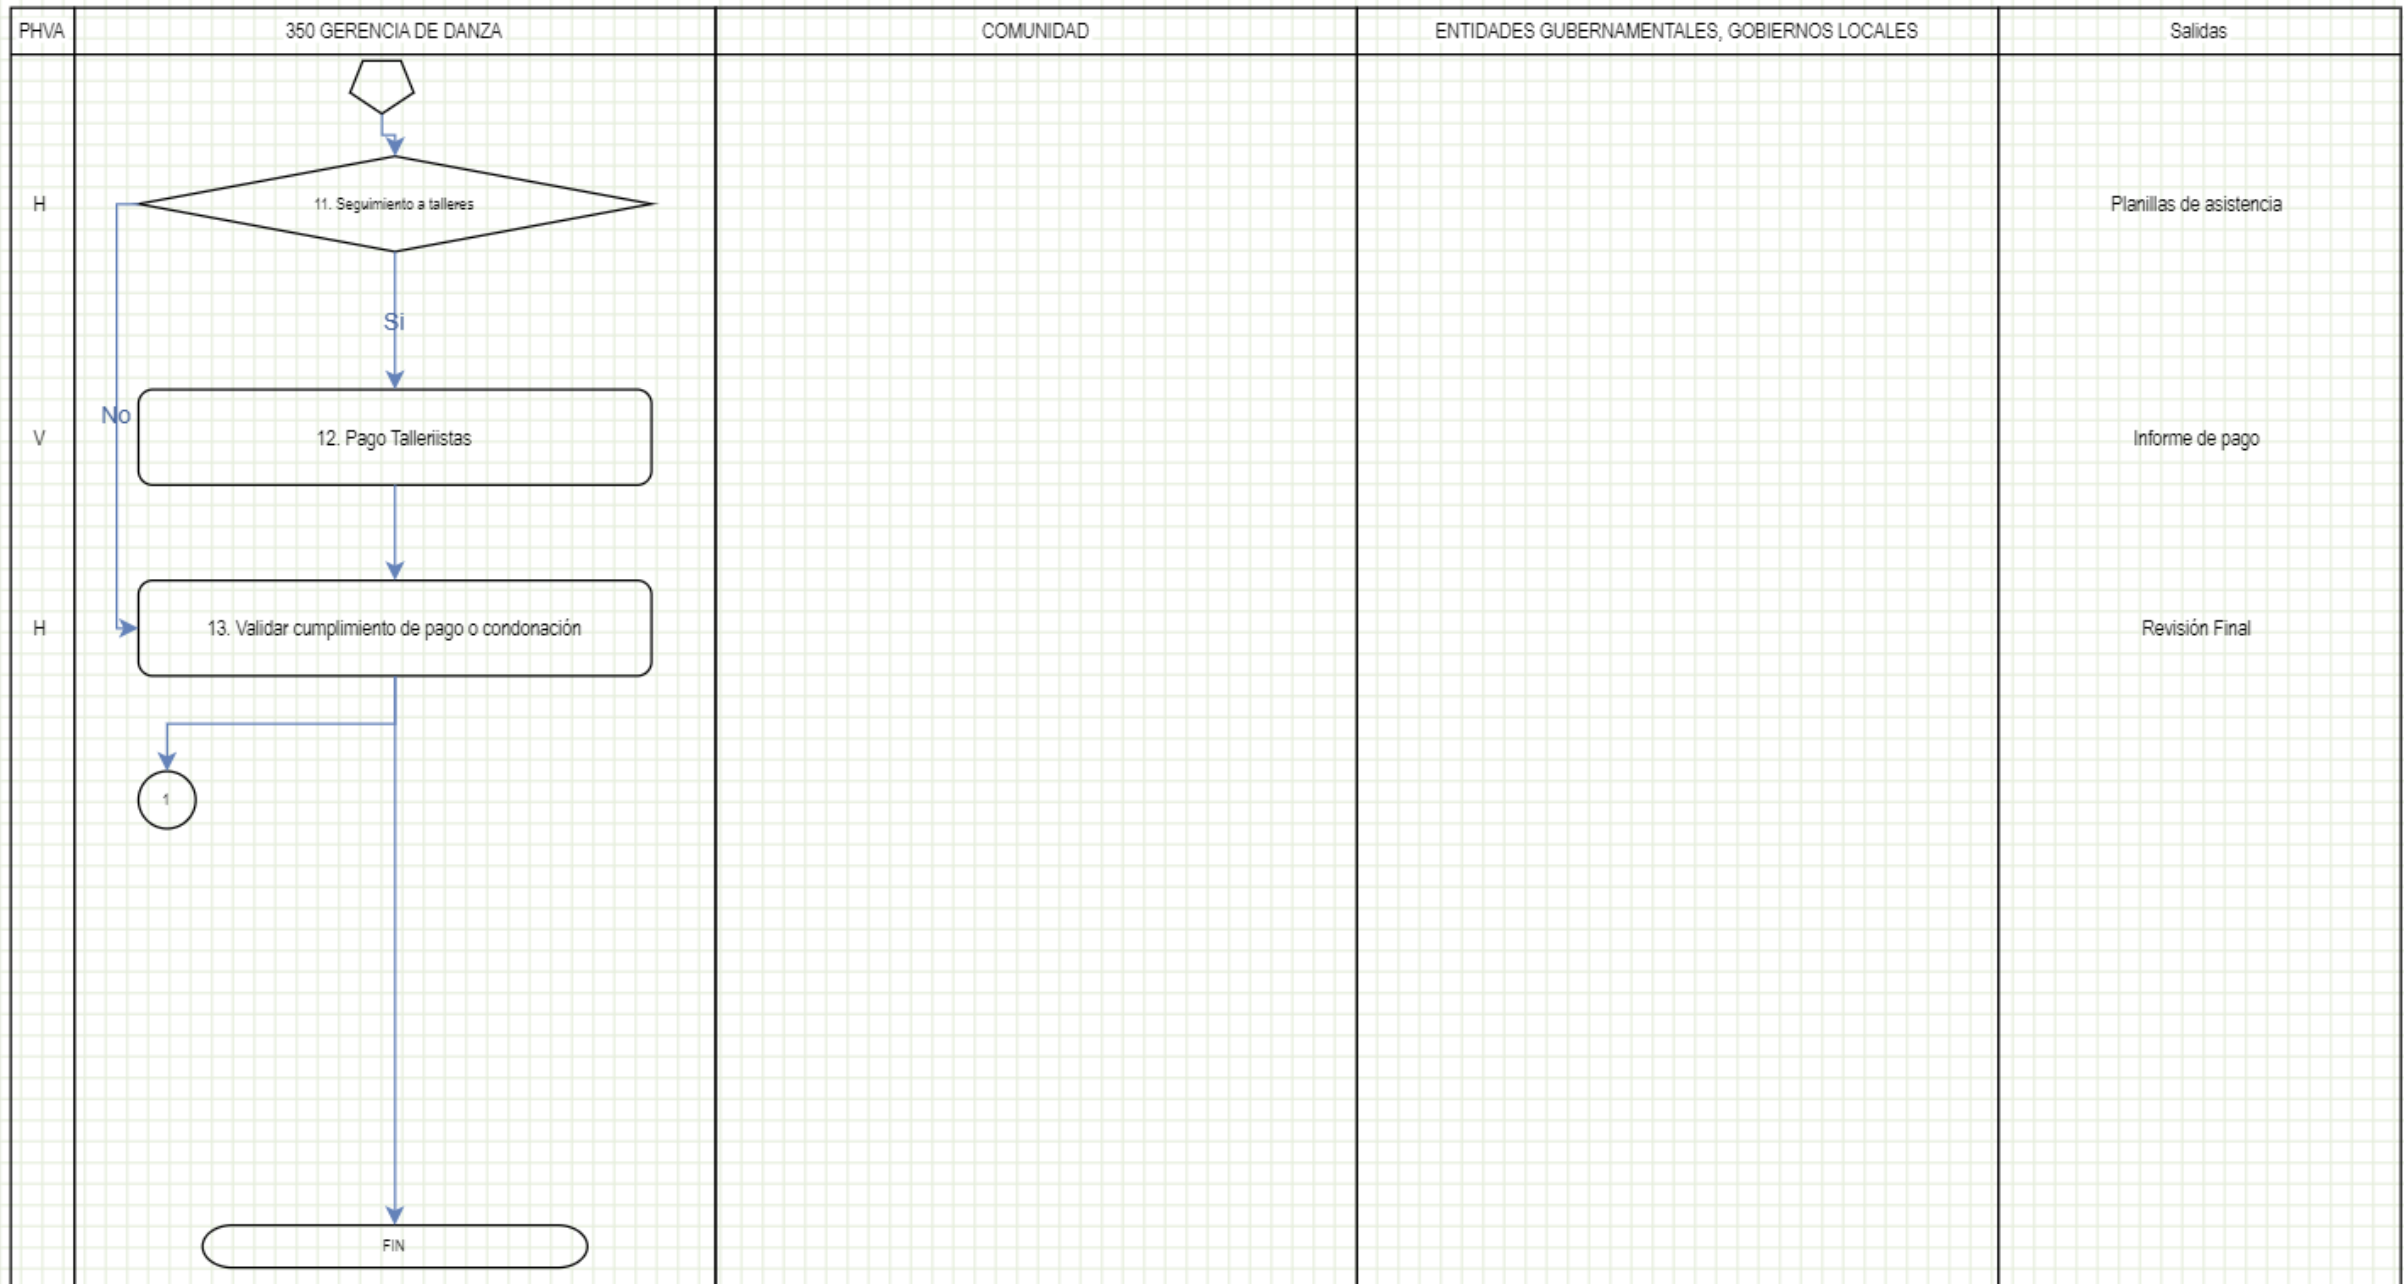 PHVA
350 GERENCIA DE DANZA
COMUNIDAD
ENTIDADES GUBERNAMENTALES, GOBIERNOS LOCALES
Salidas
H
11. Seguimiento a talleres
Planillas de asistencia
Si
No
V
12. Pago Talleriistas
Informe de pago
H
13. Validar cumplimiento de pago o condonación
Revisión Final
1
FIN